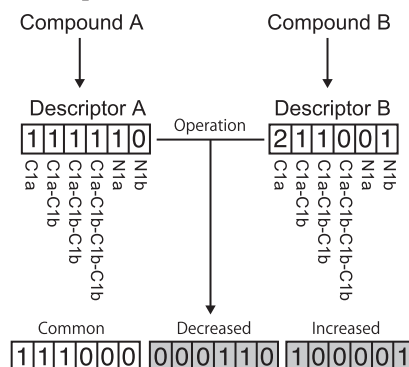 Compound A
Compound B
Descriptor A
Operation
Descriptor B
1 1 1 1 1 0
2 1 1 0 0 1
C1a
C1a-C1b
C1a-C1b-C1b
C1a-C1b-C1b-C1b
N1a
N1b
C1a
C1a-C1b
C1a-C1b-C1b
C1a-C1b-C1b-C1b
N1a
N1b
Common
Decreased
Increased
1 1 1 0 0 0
0 0 0 1 1 0
1 0 0 0 0 1